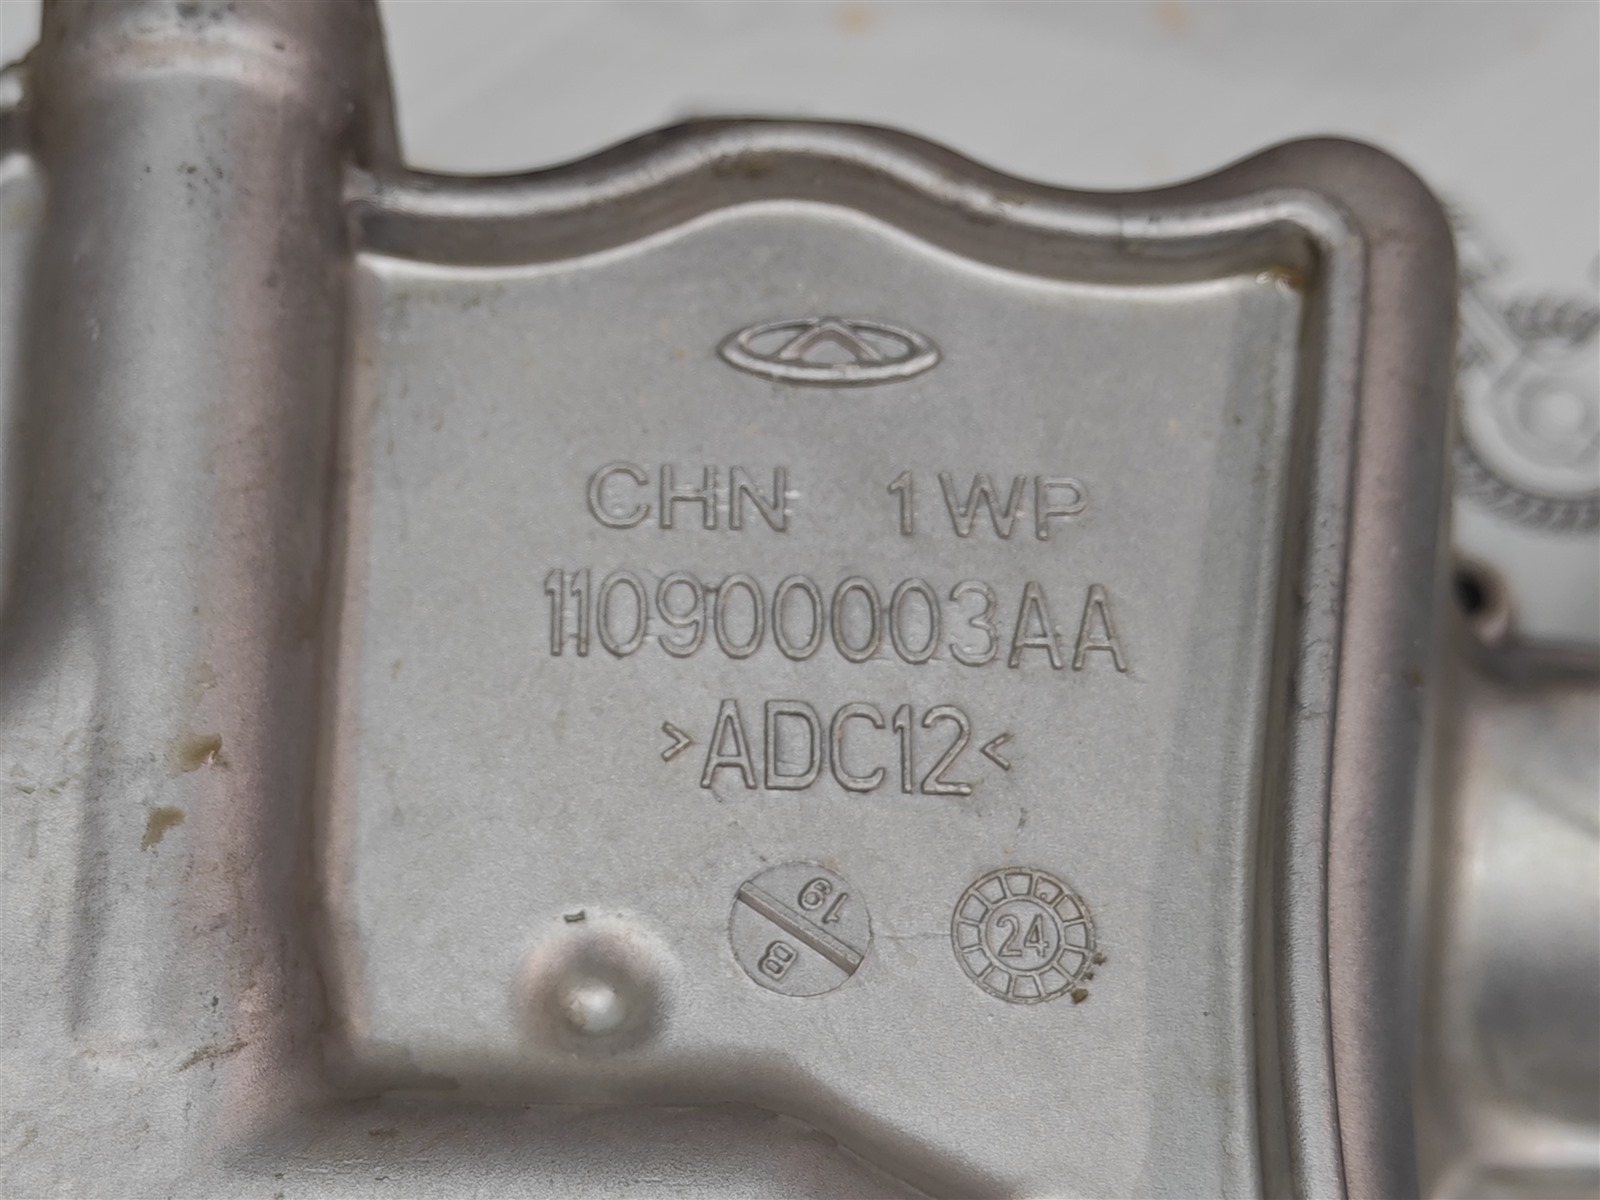 CHN 1WP
110900003AA
>ADC12<
19
B
24